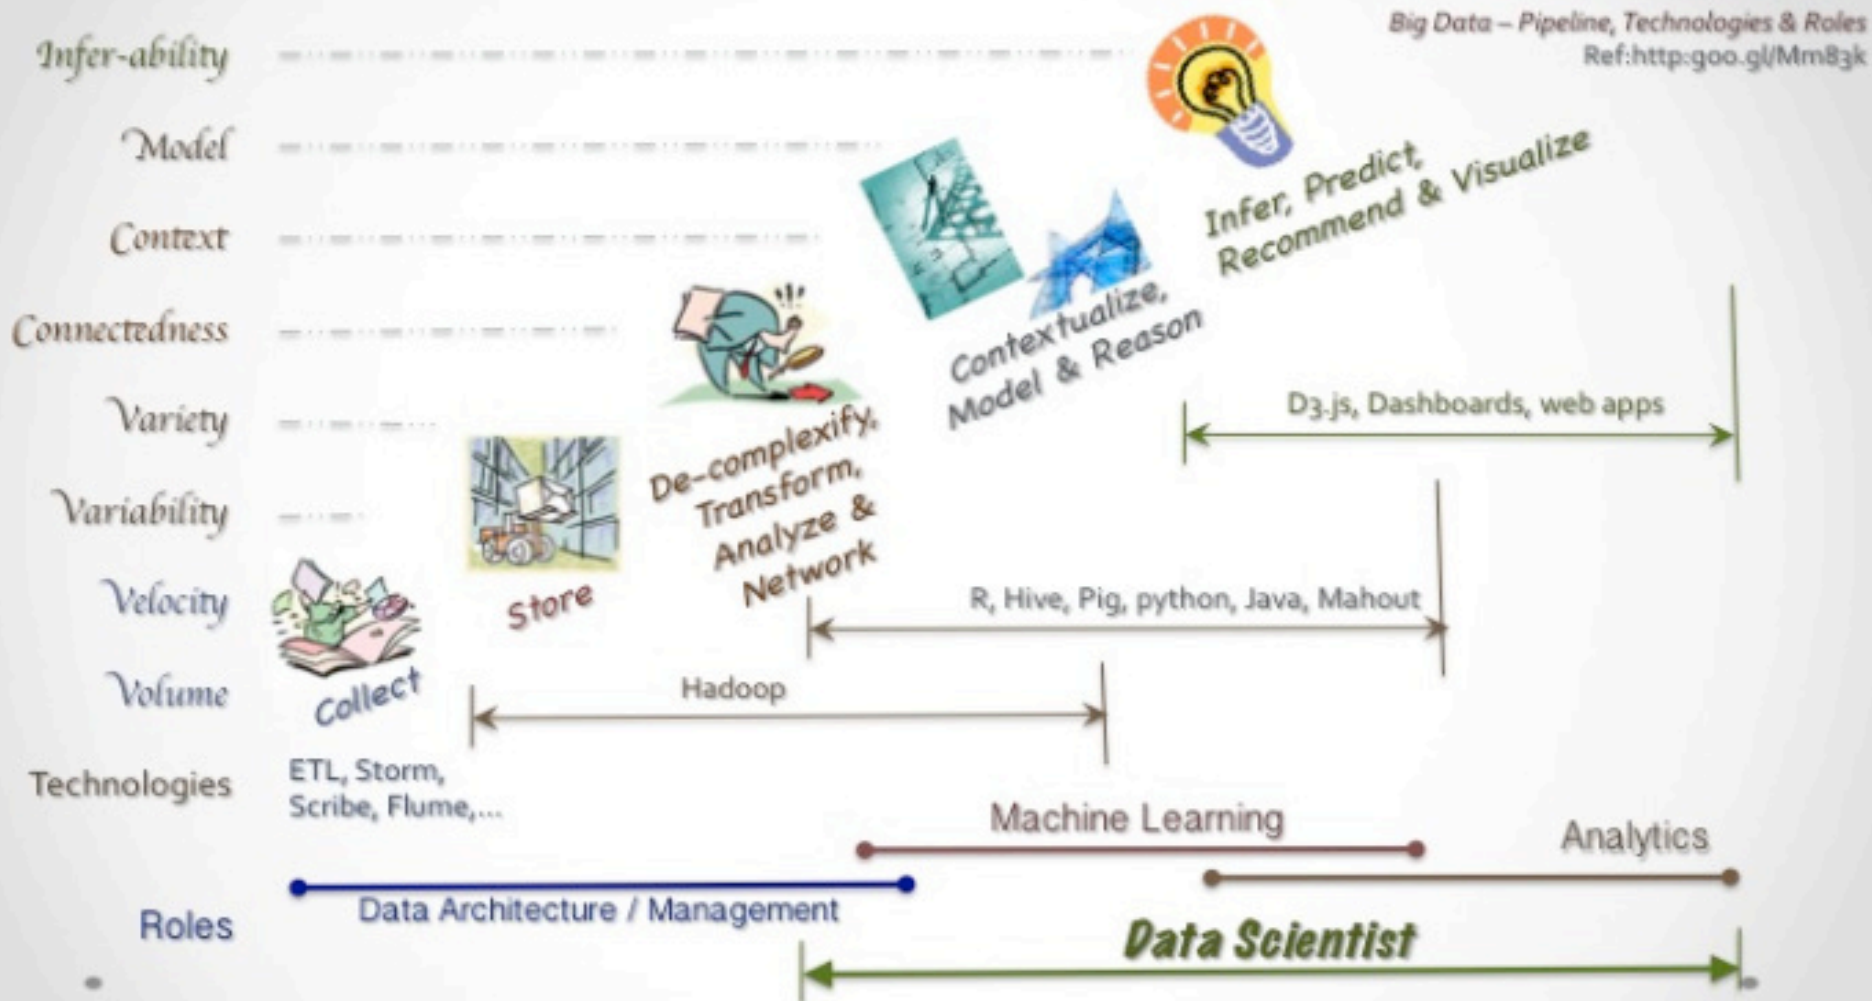 Big Data – Pipeline, Technologies & Roles
Ref:http:goo.gl/Mm83k
Infer-ability
Model
Context
Connectedness
Variety
Variability
Velocity
Volume
Technologies
Roles
Collect
Store
De-complexify,
Transform,
Analyze &
Network
Contextualize,
Model & Reason
Infer, Predict,
Recommend & Visualize
D3.js, Dashboards, web apps
R, Hive, Pig, python, Java, Mahout
Hadoop
ETL, Storm,
Scribe, Flume,...
Machine Learning
Analytics
Data Architecture / Management
Data Scientist